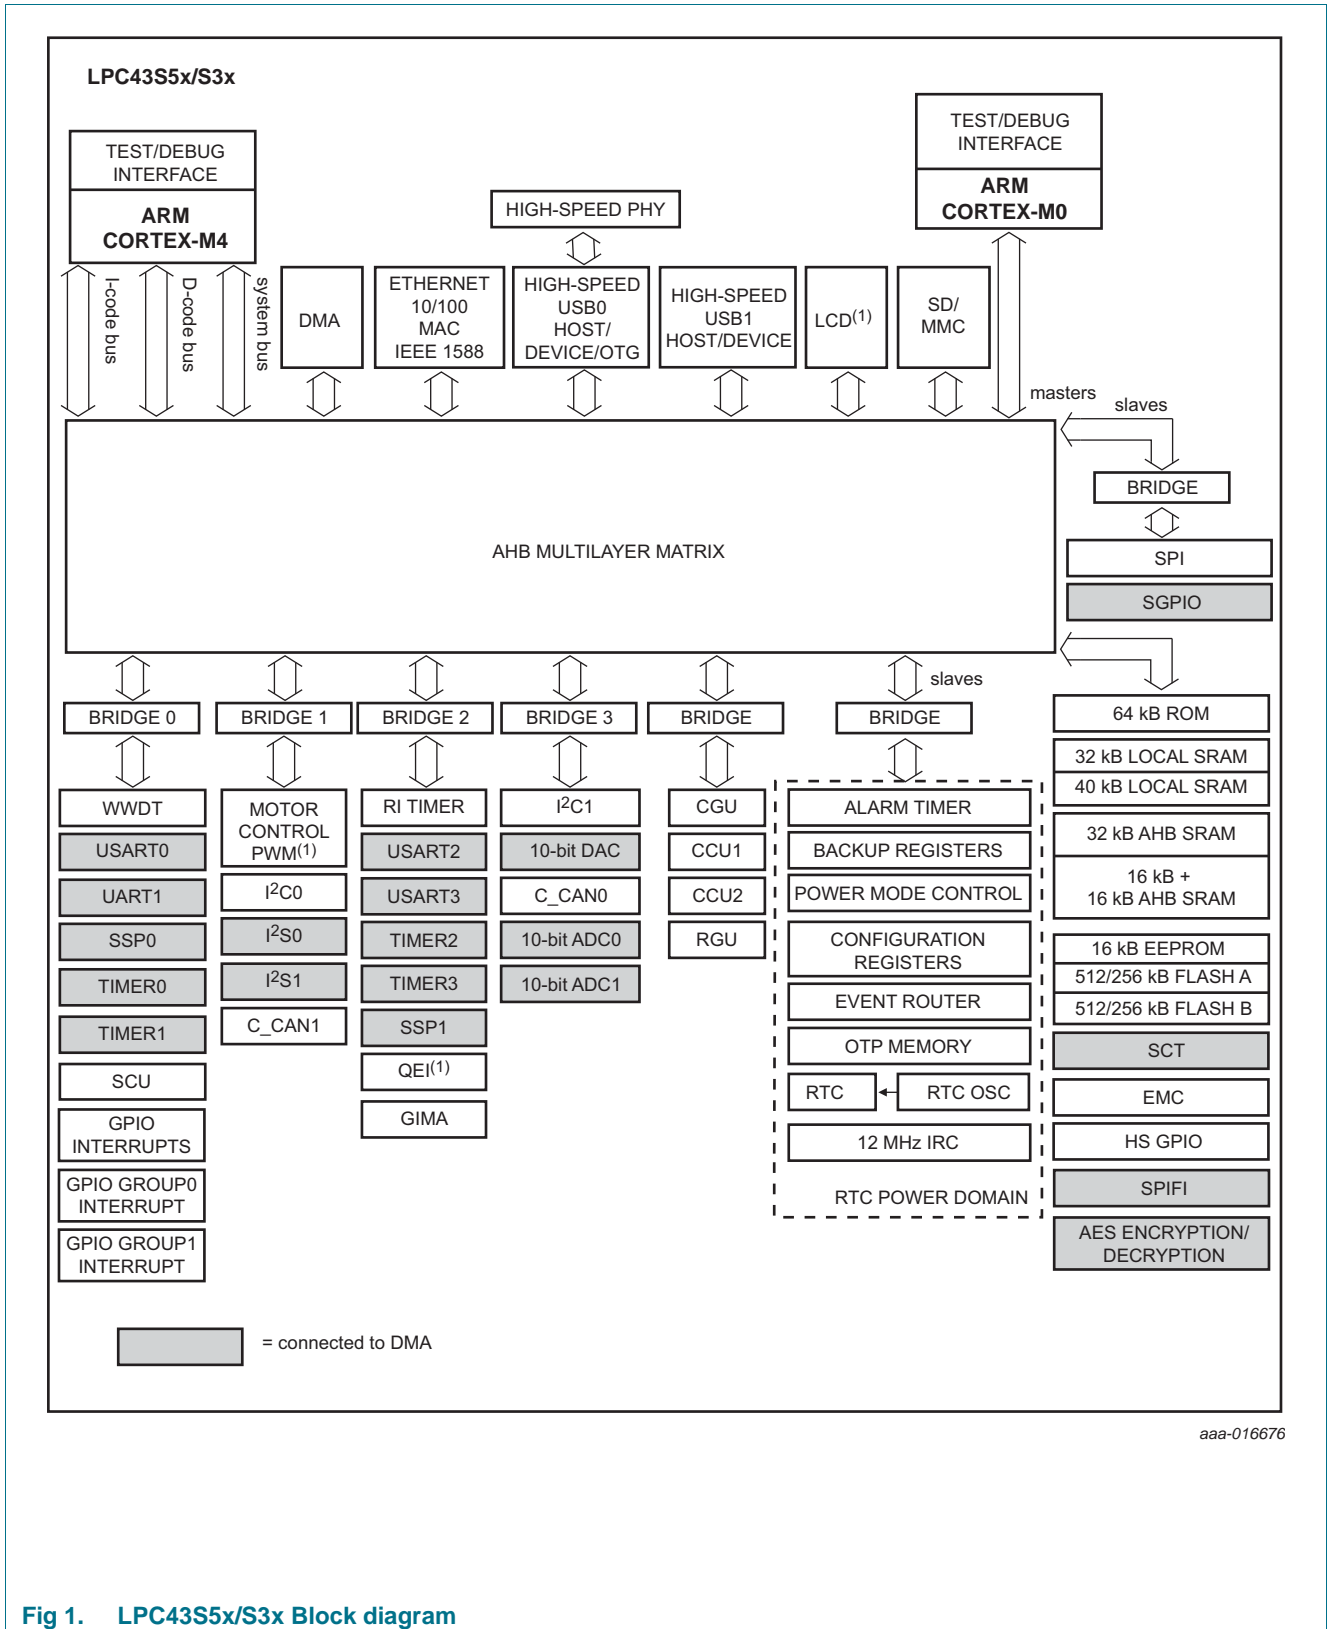 LPC43S5x/S3x
TEST/DEBUG
INTERFACE
ARM
CORTEX-M4
TEST/DEBUG
INTERFACE
ARM
CORTEX-M0
HIGH-SPEED PHY
I-code bus
D-code bus
system bus
DMA
ETHERNET
10/100
MAC
IEEE 1588
HIGH-SPEED
USB0
HOST/
DEVICE/OTG
HIGH-SPEED
USB1
HOST/DEVICE
LCD(1)
SD/
MMC
masters
slaves
BRIDGE
SPI
SGPIO
AHB MULTILAYER MATRIX
slaves
BRIDGE 0
BRIDGE 1
BRIDGE 2
BRIDGE 3
BRIDGE
BRIDGE
WWDT
USART0
UART1
SSP0
TIMER0
TIMER1
SCU
GPIO
INTERRUPTS
GPIO GROUP0
INTERRUPT
GPIO GROUP1
INTERRUPT
MOTOR
CONTROL
PWM(1)
I2C0
I2S0
I2S1
C_CAN1
RI TIMER
USART2
USART3
TIMER2
TIMER3
SSP1
QEI(1)
GIMA
I2C1
10-bit DAC
C_CAN0
10-bit ADC0
10-bit ADC1
CGU
CCU1
CCU2
RGU
ALARM TIMER
BACKUP REGISTERS
POWER MODE CONTROL
CONFIGURATION
REGISTERS
EVENT ROUTER
OTP MEMORY
RTC
RTC OSC
12 MHz IRC
RTC POWER DOMAIN
64 kB ROM
32 kB LOCAL SRAM
40 kB LOCAL SRAM
32 kB AHB SRAM
16 kB +
16 kB AHB SRAM
16 kB EEPROM
512/256 kB FLASH A
512/256 kB FLASH B
SCT
EMC
HS GPIO
SPIFI
AES ENCRYPTION/
DECRYPTION
= connected to DMA
aaa-016676
Fig 1. LPC43S5x/S3x Block diagram